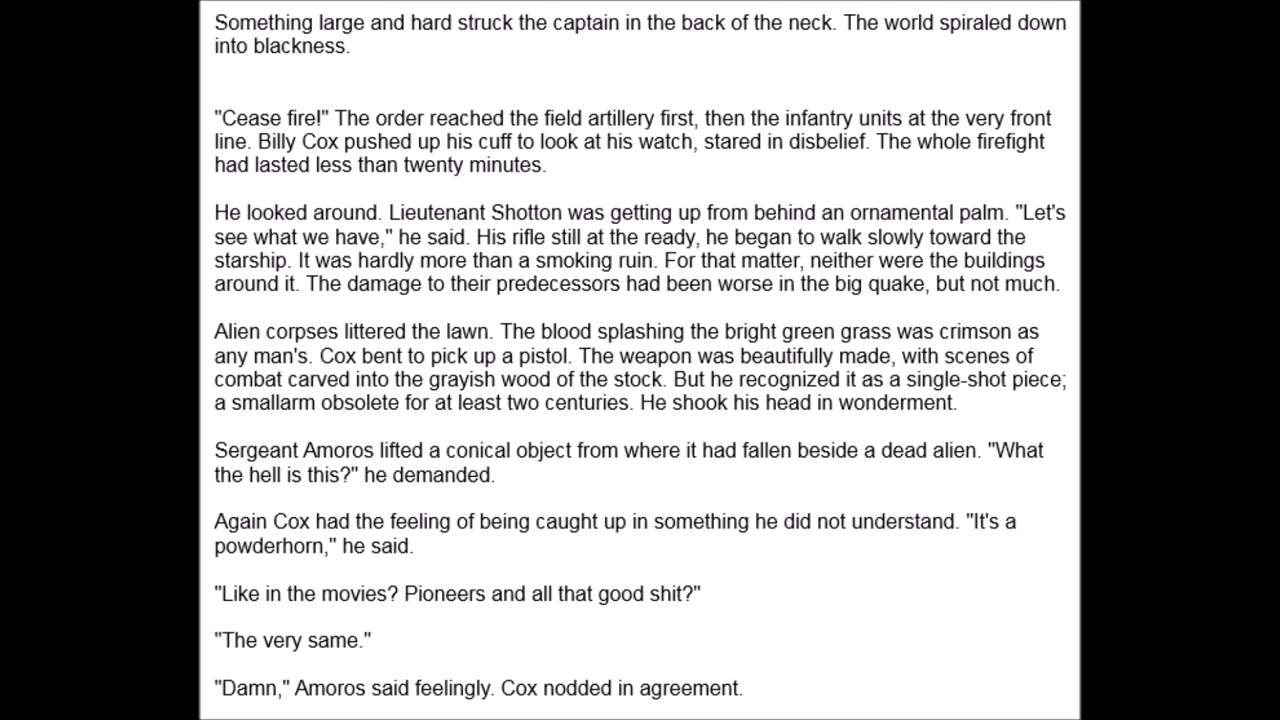 Something large and hard struck the captain in the back of the neck. The world spiraled down
into blackness.
"Cease fire!" The order reached the field artillery first, then the infantry units at the very front
line. Billy Cox pushed up his cuff to look at his watch, stared in disbelief. The whole firefight
had lasted less than twenty minutes.
He looked around. Lieutenant Shotton was getting up from behind an ornamental palm. "Let's
see what we have," he said. His rifle still at the ready, he began to walk slowly toward the
starship. It was hardly more than a smoking ruin. For that matter, neither were the buildings
around it. The damage to their predecessors had been worse in the big quake, but not much.
Alien corpses littered the lawn. The blood splashing the bright green grass was crimson as
any man's. Cox bent to pick up a pistol. The weapon was beautifully made, with scenes of
combat carved into the grayish wood of the stock. But he recognized it as a single-shot piece;
a smallarm obsolete for at least two centuries. He shook his head in wonderment.
Sergeant Amoros lifted a conical object from where it had fallen beside a dead alien. "What
the hell is this?" he demanded.
Again Cox had the feeling of being caught up in something he did not understand. "It's a
powderhorn," he said.
"Like in the movies? Pioneers and all that good shit?"
"The very same."
"Damn," Amoros said feelingly. Cox nodded in agreement.